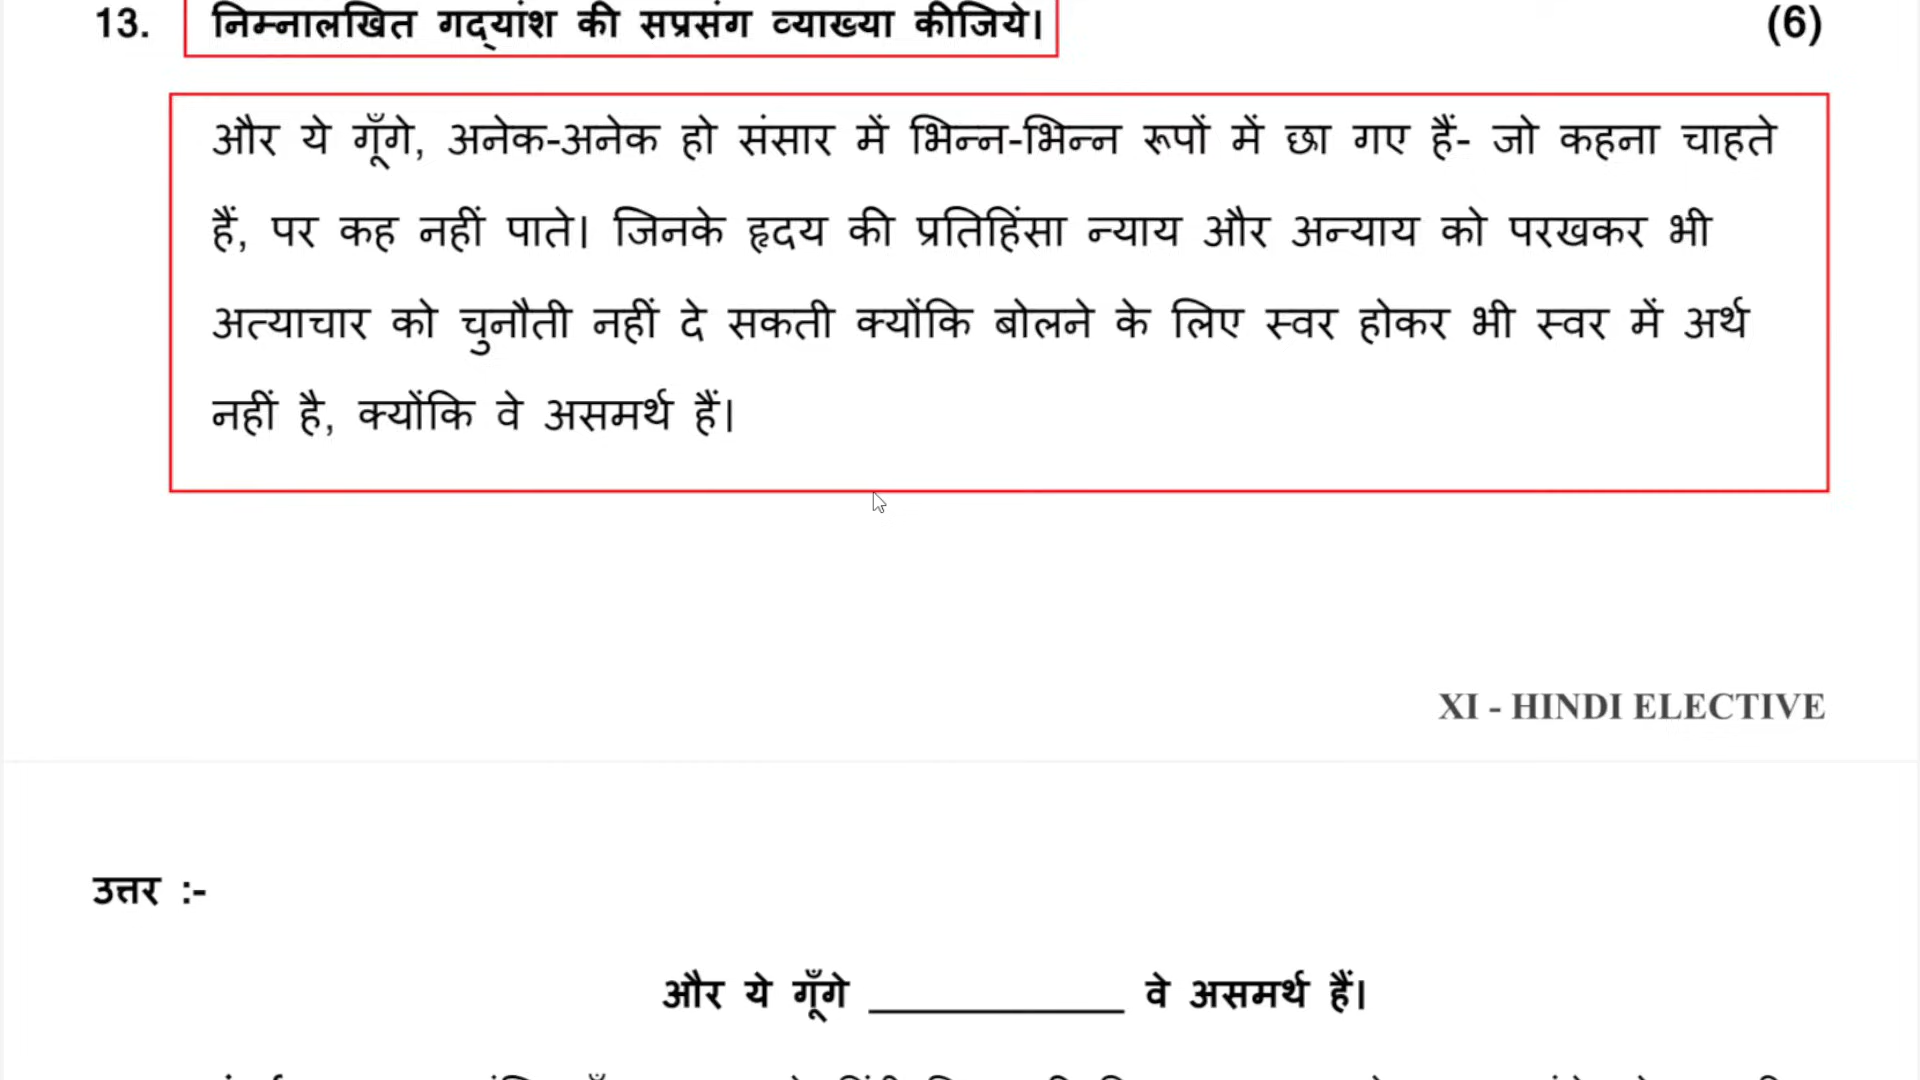 13. निम्नालखित गद्यांश की सप्रसंग व्याख्या कीजिये। (6)
और ये गूँगे, अनेक-अनेक हो संसार में भिन्न-भिन्न रूपों में छा गए हैं- जो कहना चाहते
हैं, पर कह नहीं पाते। जिनके हृदय की प्रतिहिंसा न्याय और अन्याय को परखकर भी
अत्याचार को चुनौती नहीं दे सकती क्योंकि बोलने के लिए स्वर होकर भी स्वर में अर्थ
नहीं है, क्योंकि वे असमर्थ हैं।
XI - HINDI ELECTIVE
उत्तर :-
और ये गूँगे ____________ वे असमर्थ हैं।